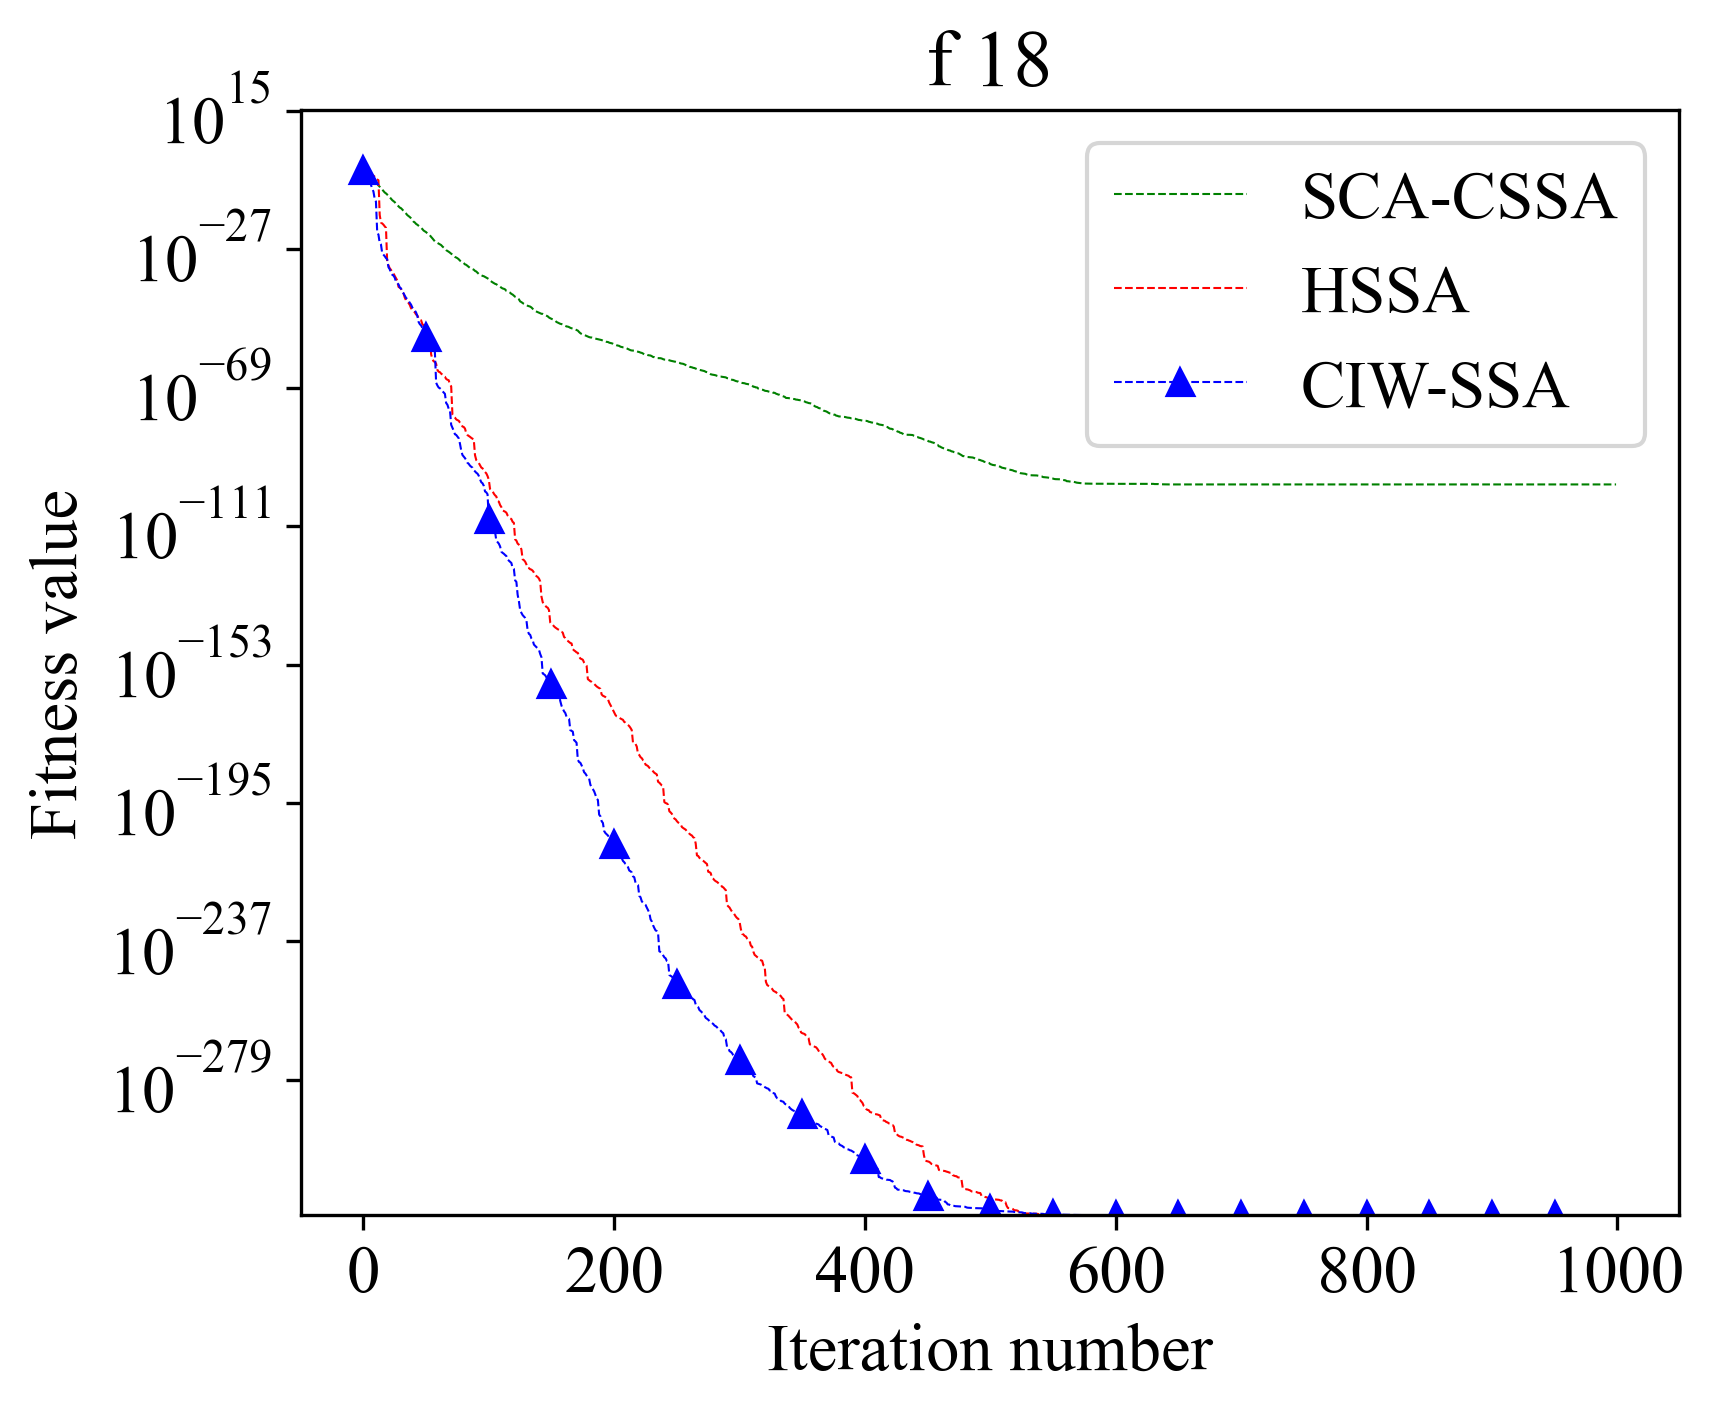 f 18
10^15
10^−27
10^−69
10^−111
10^−153
10^−195
10^−237
10^−279
Fitness value
SCA-CSSA
HSSA
CIW-SSA
0 200 400 600 800 1000
Iteration number